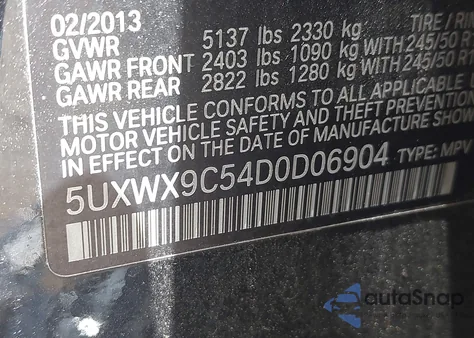 02/2013
GVWR 5137 lbs 2330 kg TIRE /
GAWR FRONT 2403 lbs 1090 kg WITH 245/50
GAWR REAR 2822 lbs 1280 kg WITH 245/50
THIS VEHICLE CONFORMS TO ALL APPLICABLE
MOTOR VEHICLE SAFETY AND THEFT PREVENTION
IN EFFECT ON THE DATE OF MANUFACTURE SHOW
5UXWX9C54D0D06904 TYPE: MPV
autoSnap